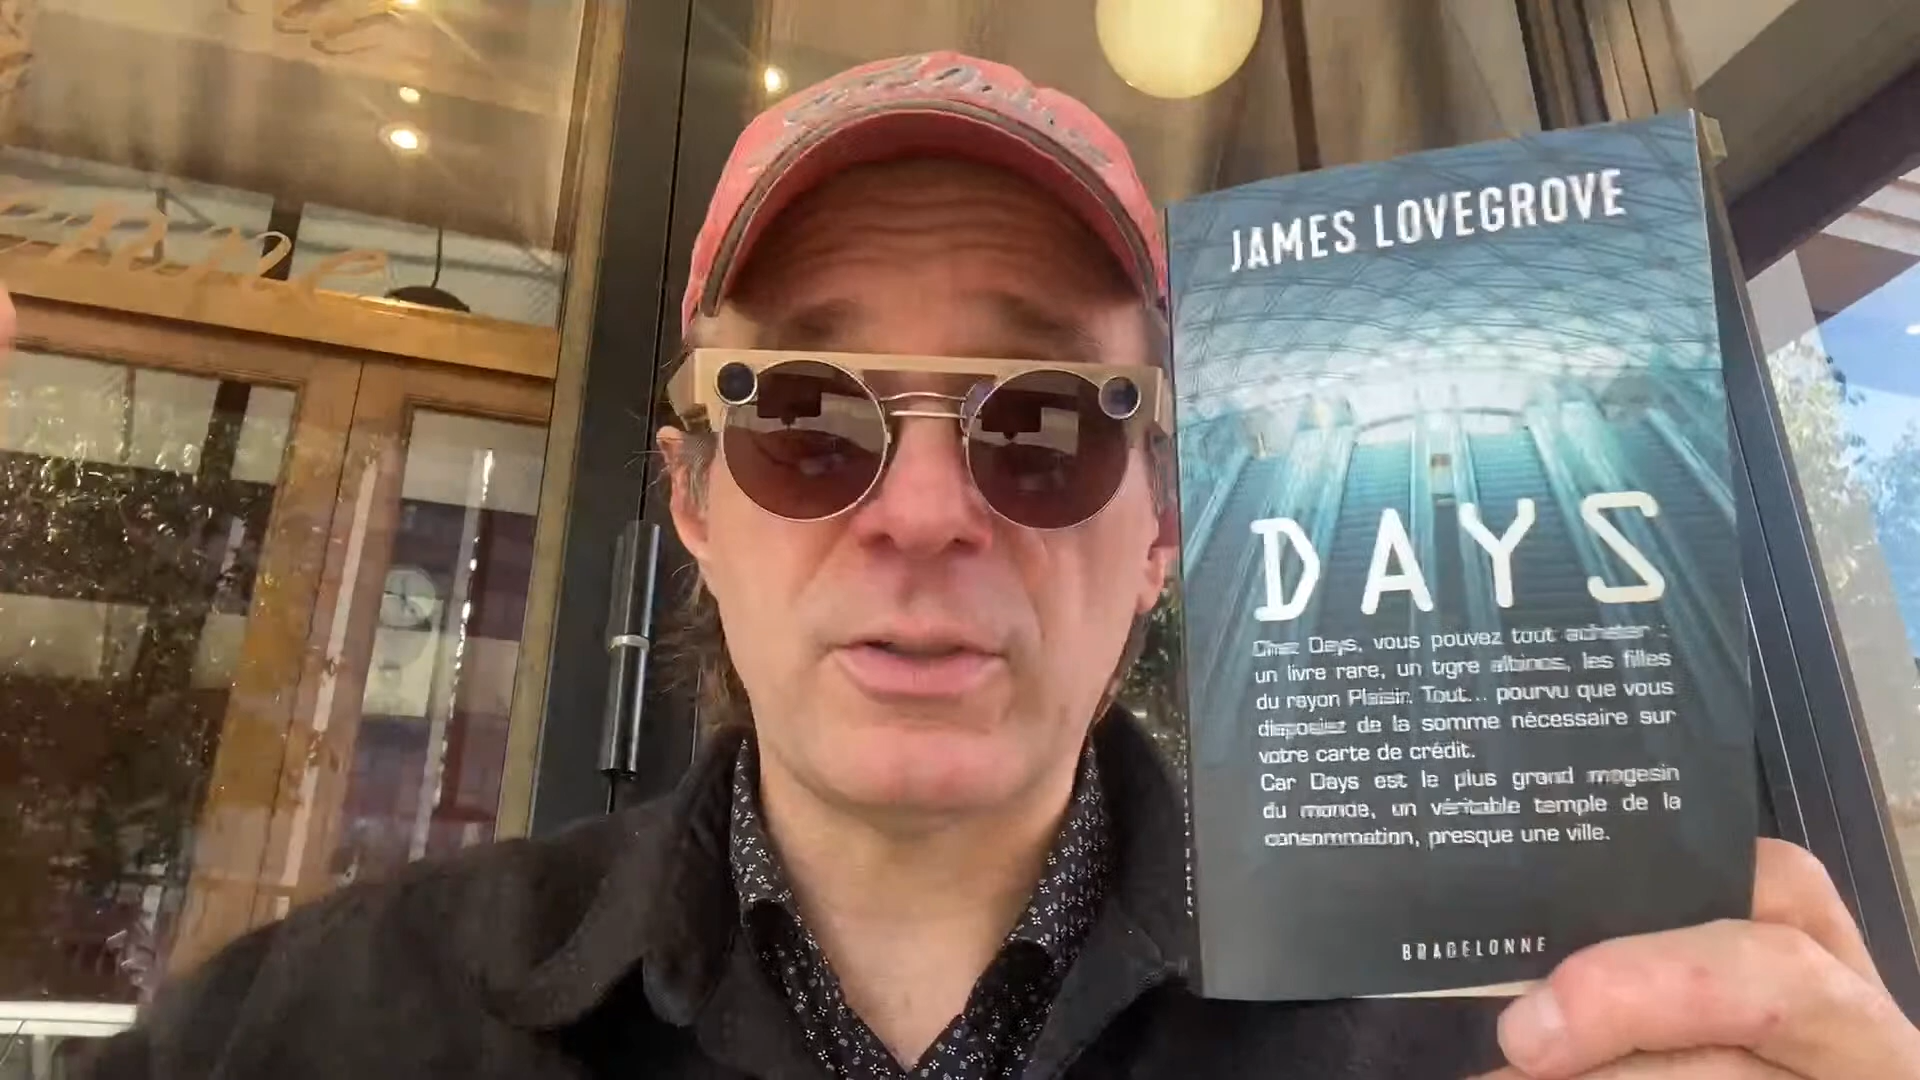 JAMES LOVEGROVE
DAYS
Chez Days, vous pouvez tout acheter :
un livre rare, un tigre albinos, les filles
du rayon Plaisir. Tout... pourvu que vous
disposiez de la somme nécessaire sur
votre carte de crédit.
Car Days est le plus grand magasin
du monde, un véritable temple de la
consommation, presque une ville.
BRAGELONNE